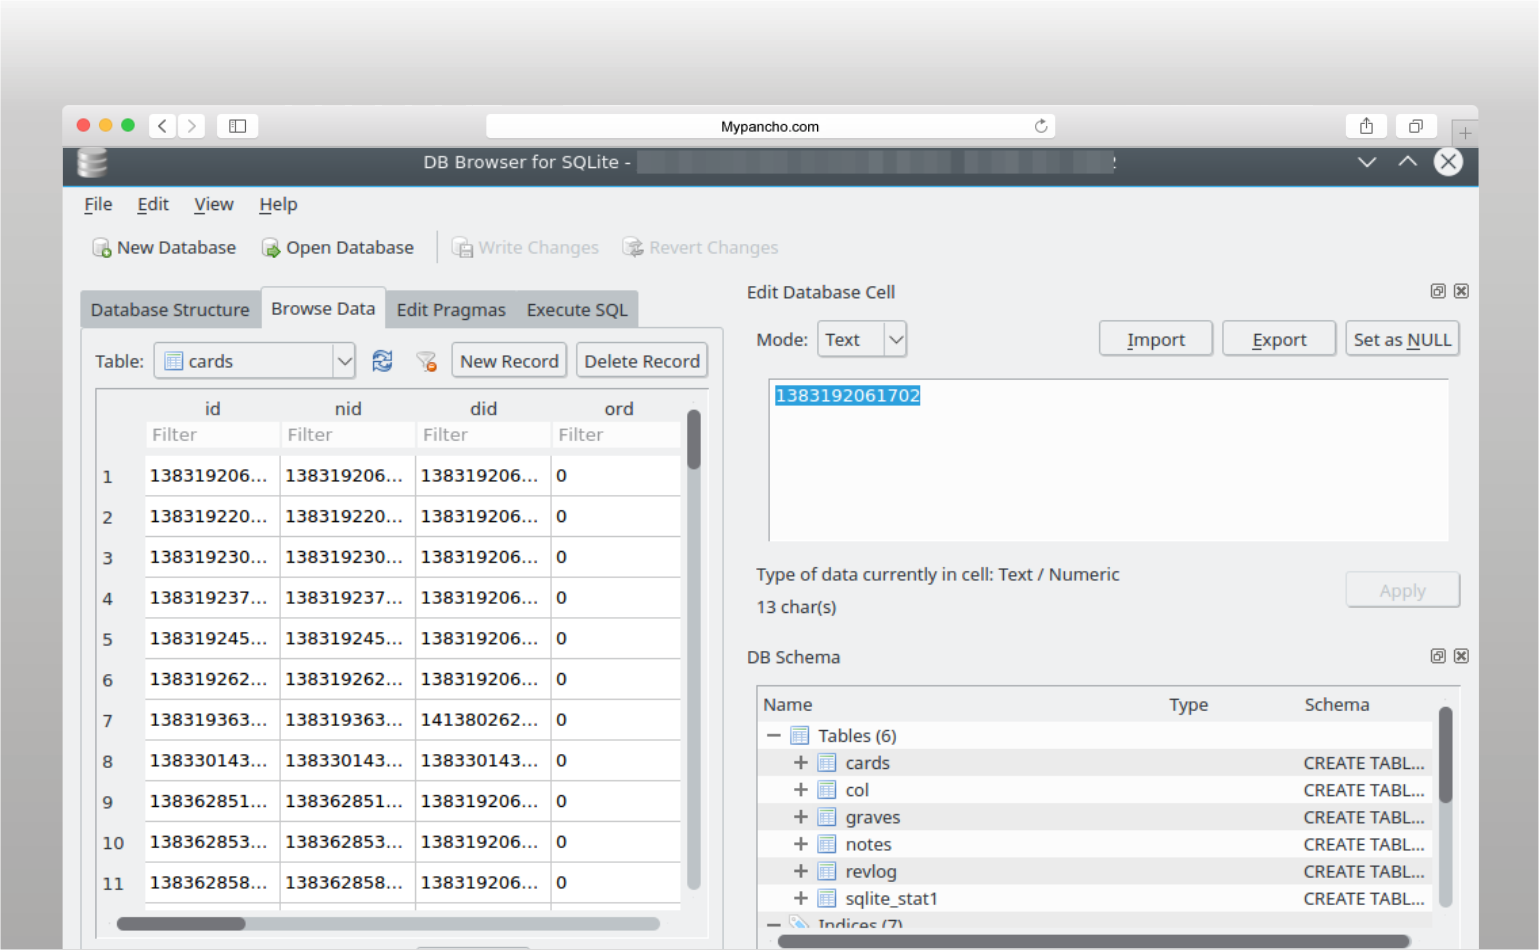 Mypancho.com
DB Browser for SQLite -
File Edit View Help
New Database Open Database Write Changes Revert Changes
Database Structure Browse Data Edit Pragmas Execute SQL
Table: cards New Record Delete Record
id nid did ord
Filter Filter Filter Filter
1 138319206... 138319206... 138319206... 0
2 138319220... 138319220... 138319206... 0
3 138319230... 138319230... 138319206... 0
4 138319237... 138319237... 138319206... 0
5 138319245... 138319245... 138319206... 0
6 138319262... 138319262... 138319206... 0
7 138319363... 138319363... 141380262... 0
8 138330143... 138330143... 138330143... 0
9 138362851... 138362851... 138319206... 0
10 138362853... 138362853... 138319206... 0
11 138362858... 138362858... 138319206... 0
Edit Database Cell
Mode: Text Import Export Set as NULL
1383192061702
Type of data currently in cell: Text / Numeric
13 char(s)
Apply
DB Schema
Name Type Schema
Tables (6)
cards CREATE TABL...
col CREATE TABL...
graves CREATE TABL...
notes CREATE TABL...
revlog CREATE TABL...
sqlite_stat1 CREATE TABL...
Indices (7)